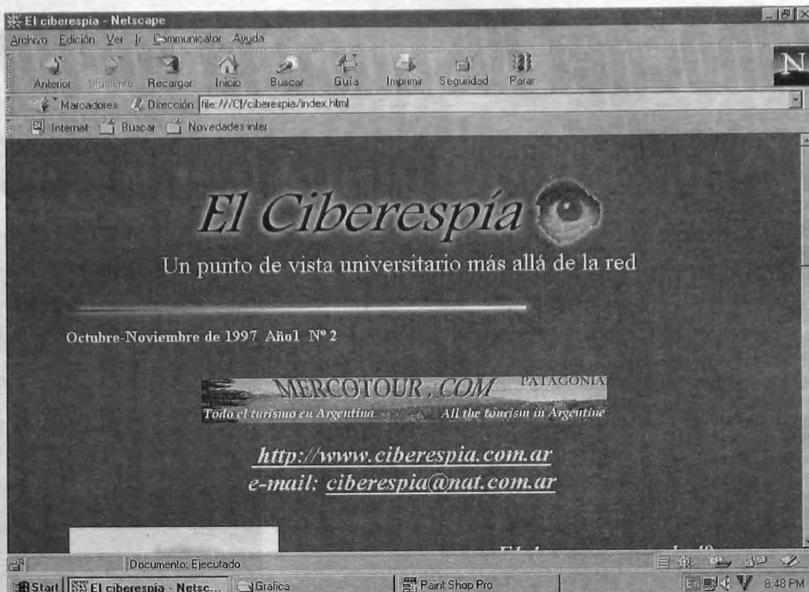 El ciberespia - Netscape
Archivo Edición Ver Ir Communicator Ayuda
Anterior Siguiente Recargar Inicio Buscar Guía Imprimir Seguridad Parar
N
Marcadores Dirección file:///C|/ciberespia/index.html
Internet Buscar Novedades inter
El Ciberespía
Un punto de vista universitario más allá de la red
Octubre-Noviembre de 1997 Año1 Nº 2
MERCOTOUR.COM PATAGONIA
Todo el turismo en Argentina All the tourism in Argentine
http://www.ciberespia.com.ar
e-mail: ciberespia@nat.com.ar
Documento: Ejecutado
Start El ciberespia - Netsc... Grafica Paint Shop Pro En 8:48 PM